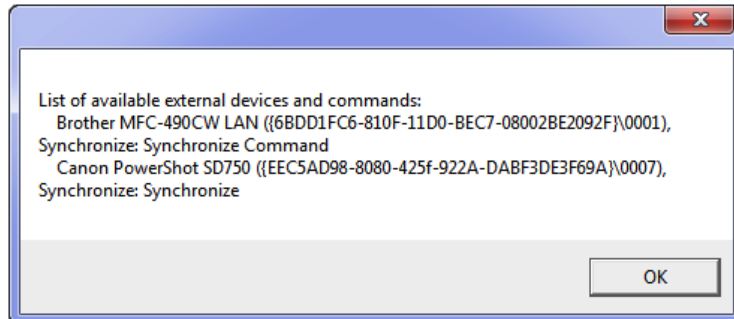 List of available external devices and commands:
Brother MFC-490CW LAN ({6BDD1FC6-810F-11D0-BEC7-08002BE2092F}\0001),
Synchronize: Synchronize Command
Canon PowerShot SD750 ({EEC5AD98-8080-425f-922A-DABF3DE3F69A}\0007),
Synchronize: Synchronize
OK